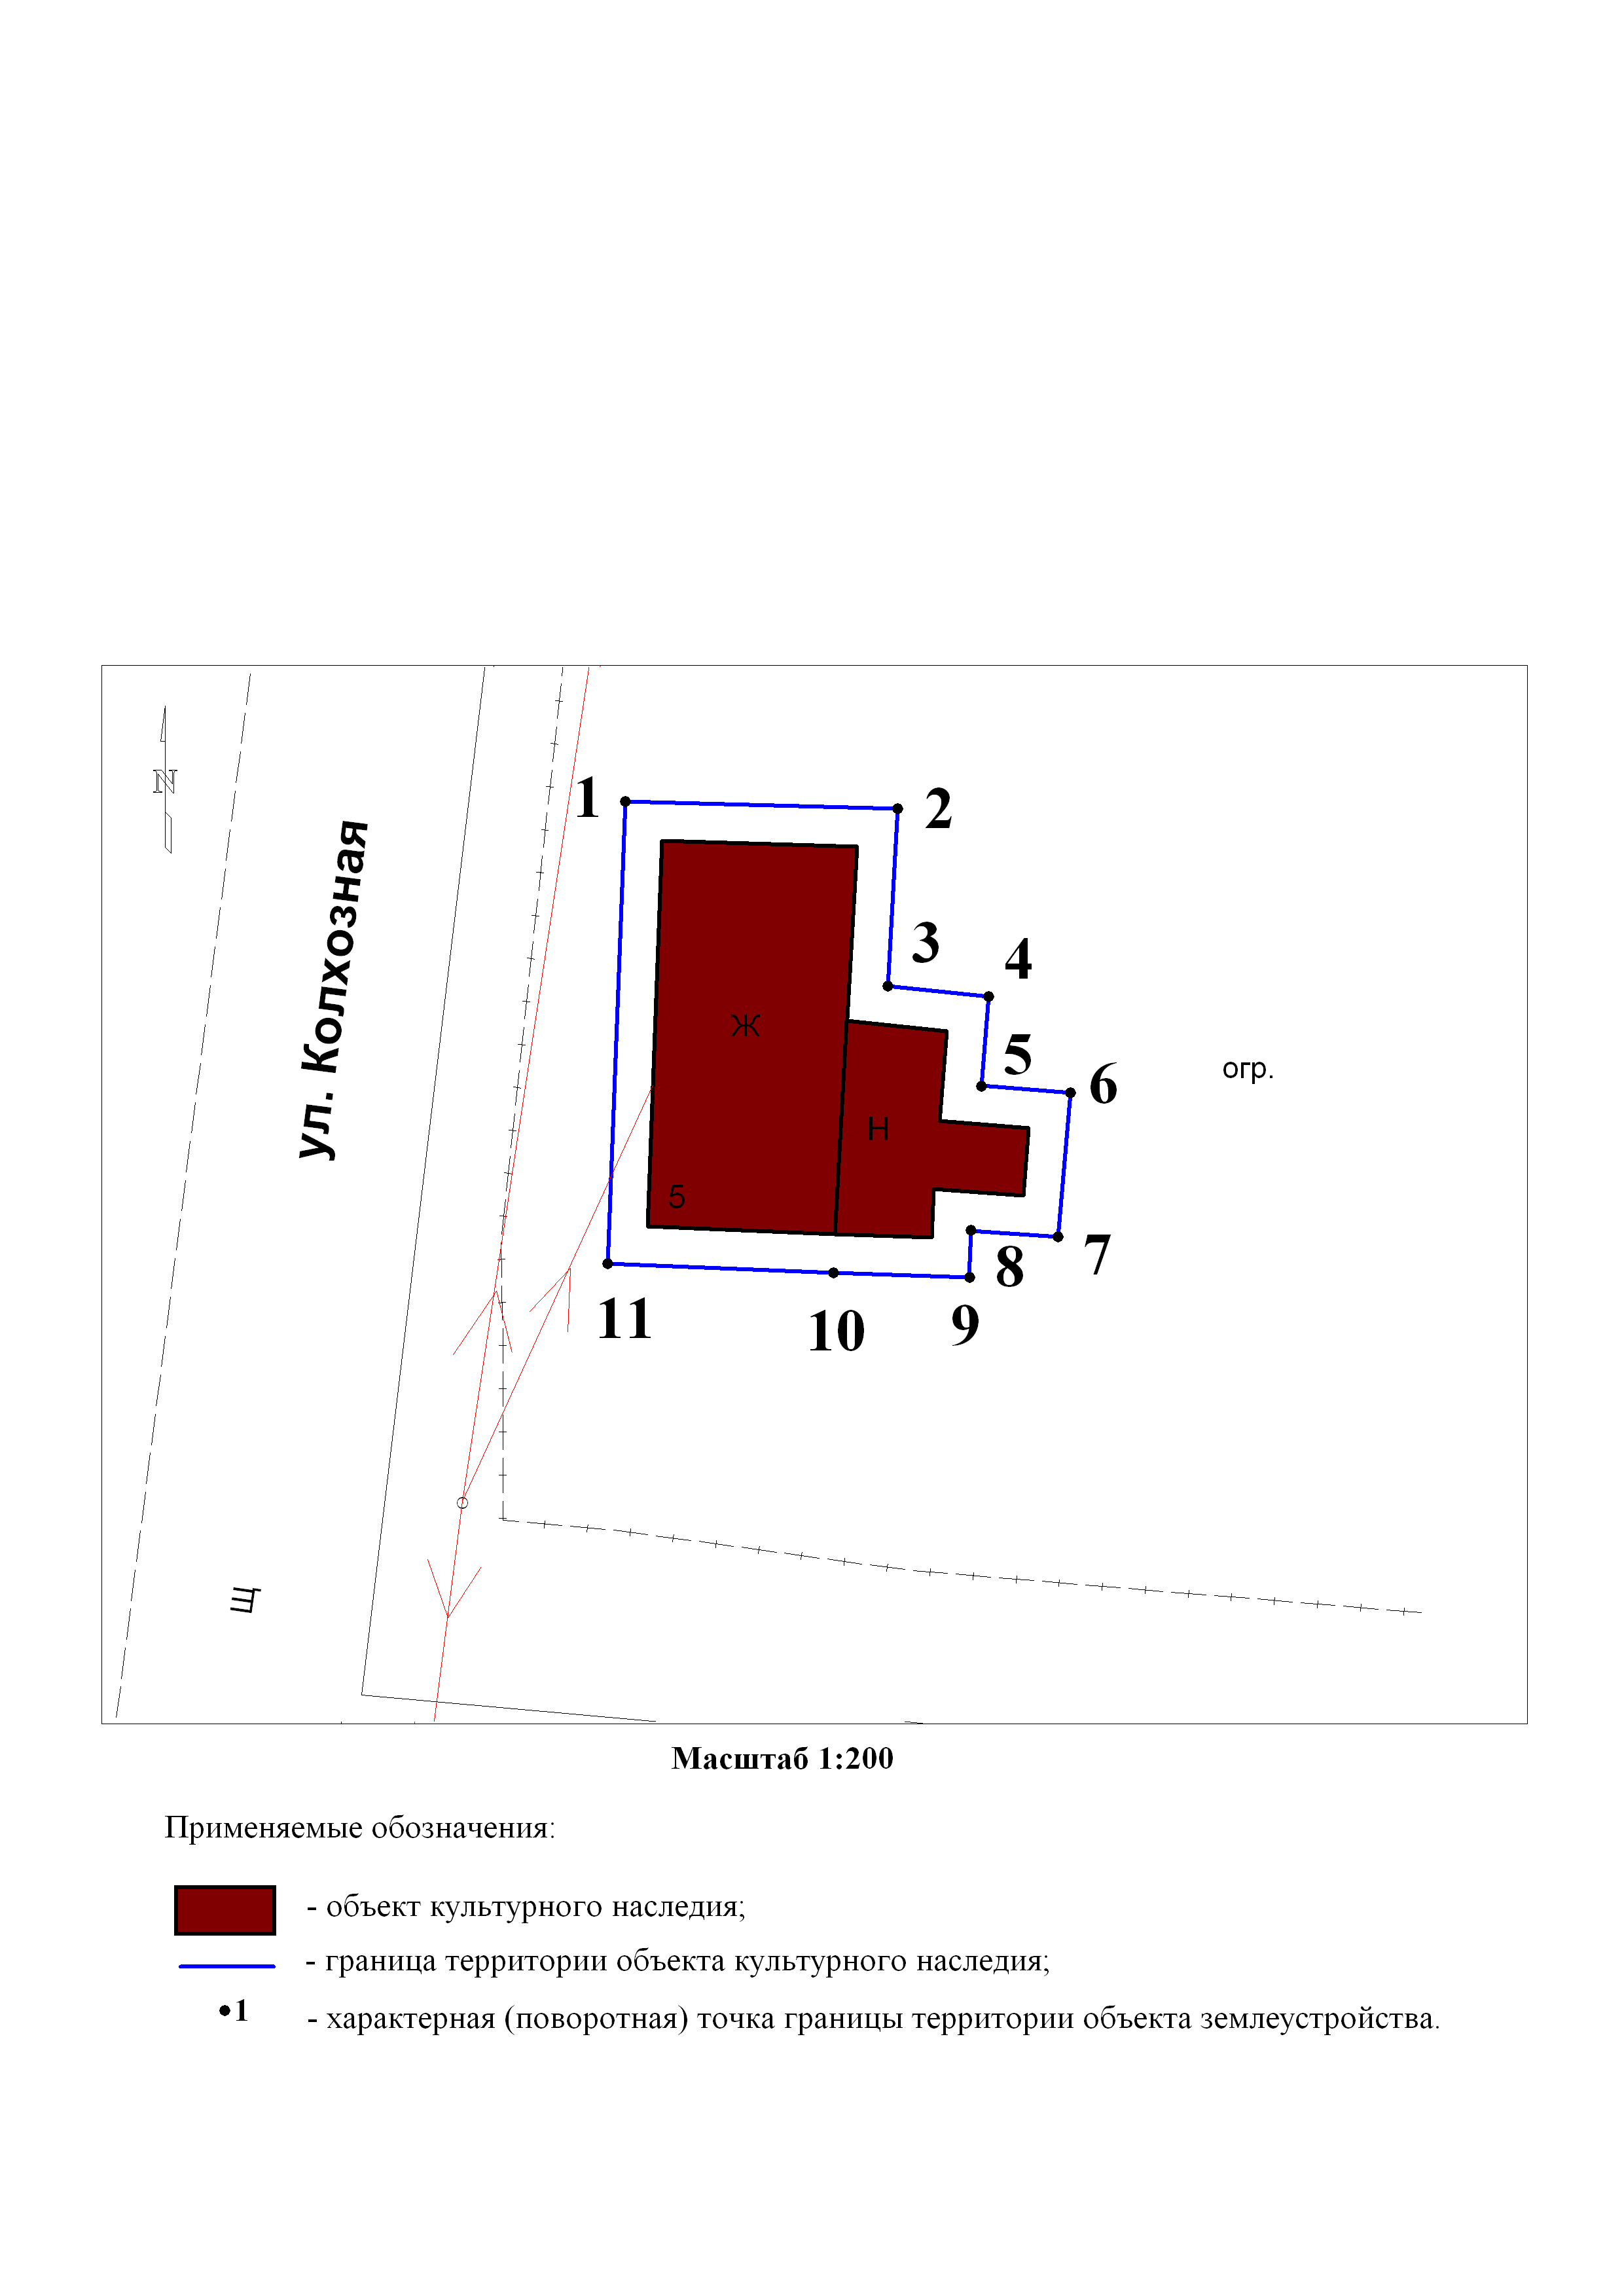 N
ул. Колхозная
1
2
3
4
5
6
Ж
огр.
Н
5
7
8
9
10
11
Щ
Масштаб 1:200
Применяемые обозначения:
- объект культурного наследия;
- граница территории объекта культурного наследия;
1 - характерная (поворотная) точка границы территории объекта землеустройства.